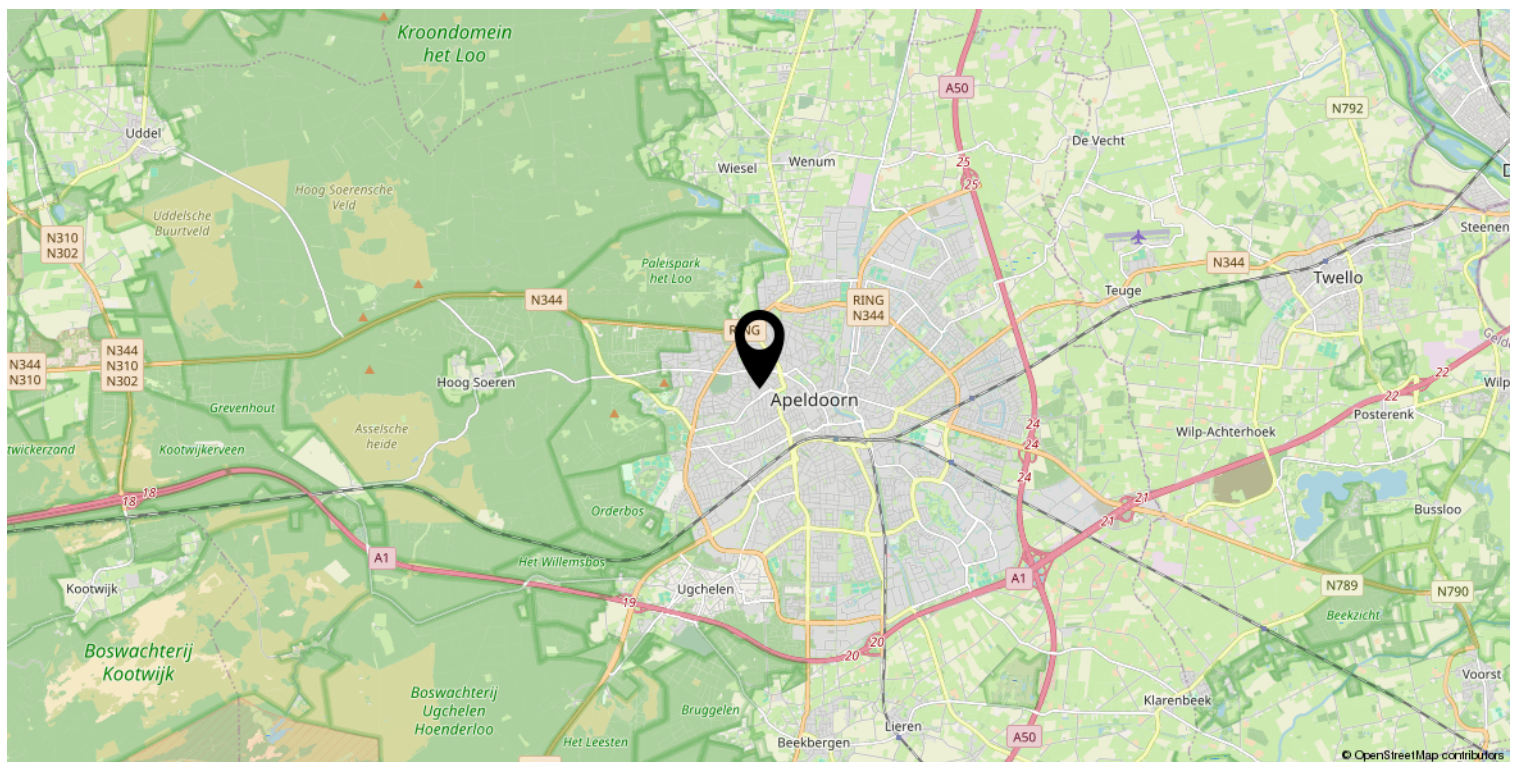 Kroondomein
het Loo
A50
N792
Uddel
De Vecht
25
Wiesel
Wenum
25
Hoog Soerensche
Veld
Uddelsche
Buurtveld
N310
N302
Steenen
Paleispark
het Loo
N344
Twello
Teuge
N344
RING
N344
RING
N344
N310
N344
N310
N302
Hoog Soeren
22
22
Wilp
Grevenhout
Apeldoorn
Posterenk
Asselsche
heide
24
24
Wilp-Achterhoek
twickerzand
Kootwijkerveen
24
18
18
21
21
Orderbos
Bussloo
A1
Het Willemsbos
A1
Kootwijk
Ugchelen
19
N789
N790
Beekzicht
Boswachterij
Kootwijk
20
20
Boswachterij
Ugchelen
Hoenderloo
Voorst
Bruggelen
Klarenbeek
Lieren
A50
Het Leesten
Beekbergen
© OpenStreetMap contributors